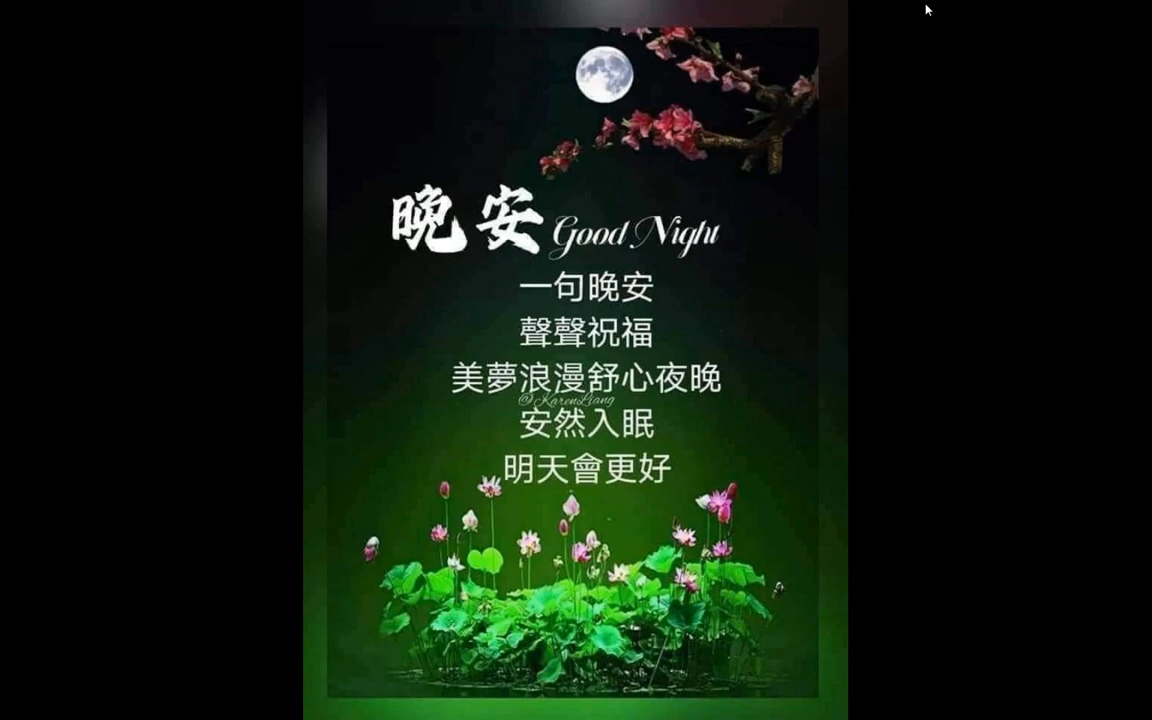 晚安 Good Night
一句晚安
聲聲祝福
美夢浪漫舒心夜晚
@KarenLiang
安然入眠
明天會更好